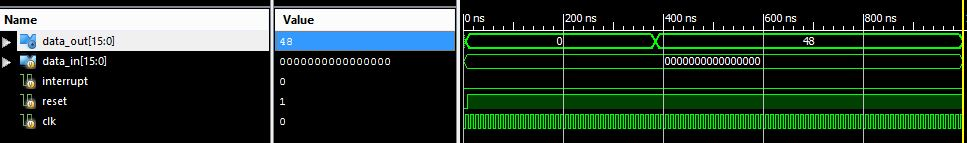 Name Value 0 ns 200 ns 400 ns 600 ns 800 ns
data_out[15:0] 48 0 48
data_in[15:0] 0000000000000000 0000000000000000
interrupt 0
reset 1
clk 0